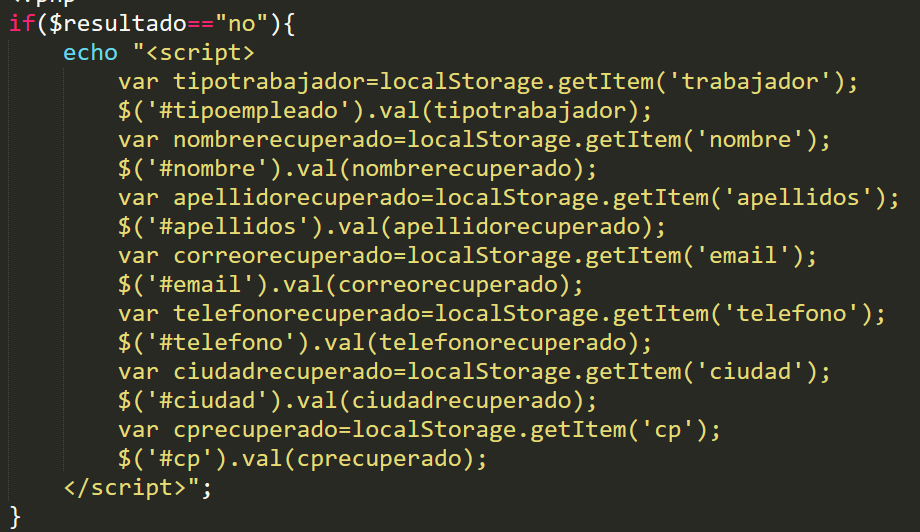 <?php
if($resultado=="no"){
echo "<script>
var tipotrabajador=localStorage.getItem('trabajador');
$('#tipoempleado').val(tipotrabajador);
var nombrerecuperado=localStorage.getItem('nombre');
$('#nombre').val(nombrerecuperado);
var apellidorecuperado=localStorage.getItem('apellidos');
$('#apellidos').val(apellidorecuperado);
var correorecuperado=localStorage.getItem('email');
$('#email').val(correorecuperado);
var telefonorecuperado=localStorage.getItem('telefono');
$('#telefono').val(telefonorecuperado);
var ciudadrecuperado=localStorage.getItem('ciudad');
$('#ciudad').val(ciudadrecuperado);
var cprecuperado=localStorage.getItem('cp');
$('#cp').val(cprecuperado);
</script>";
}